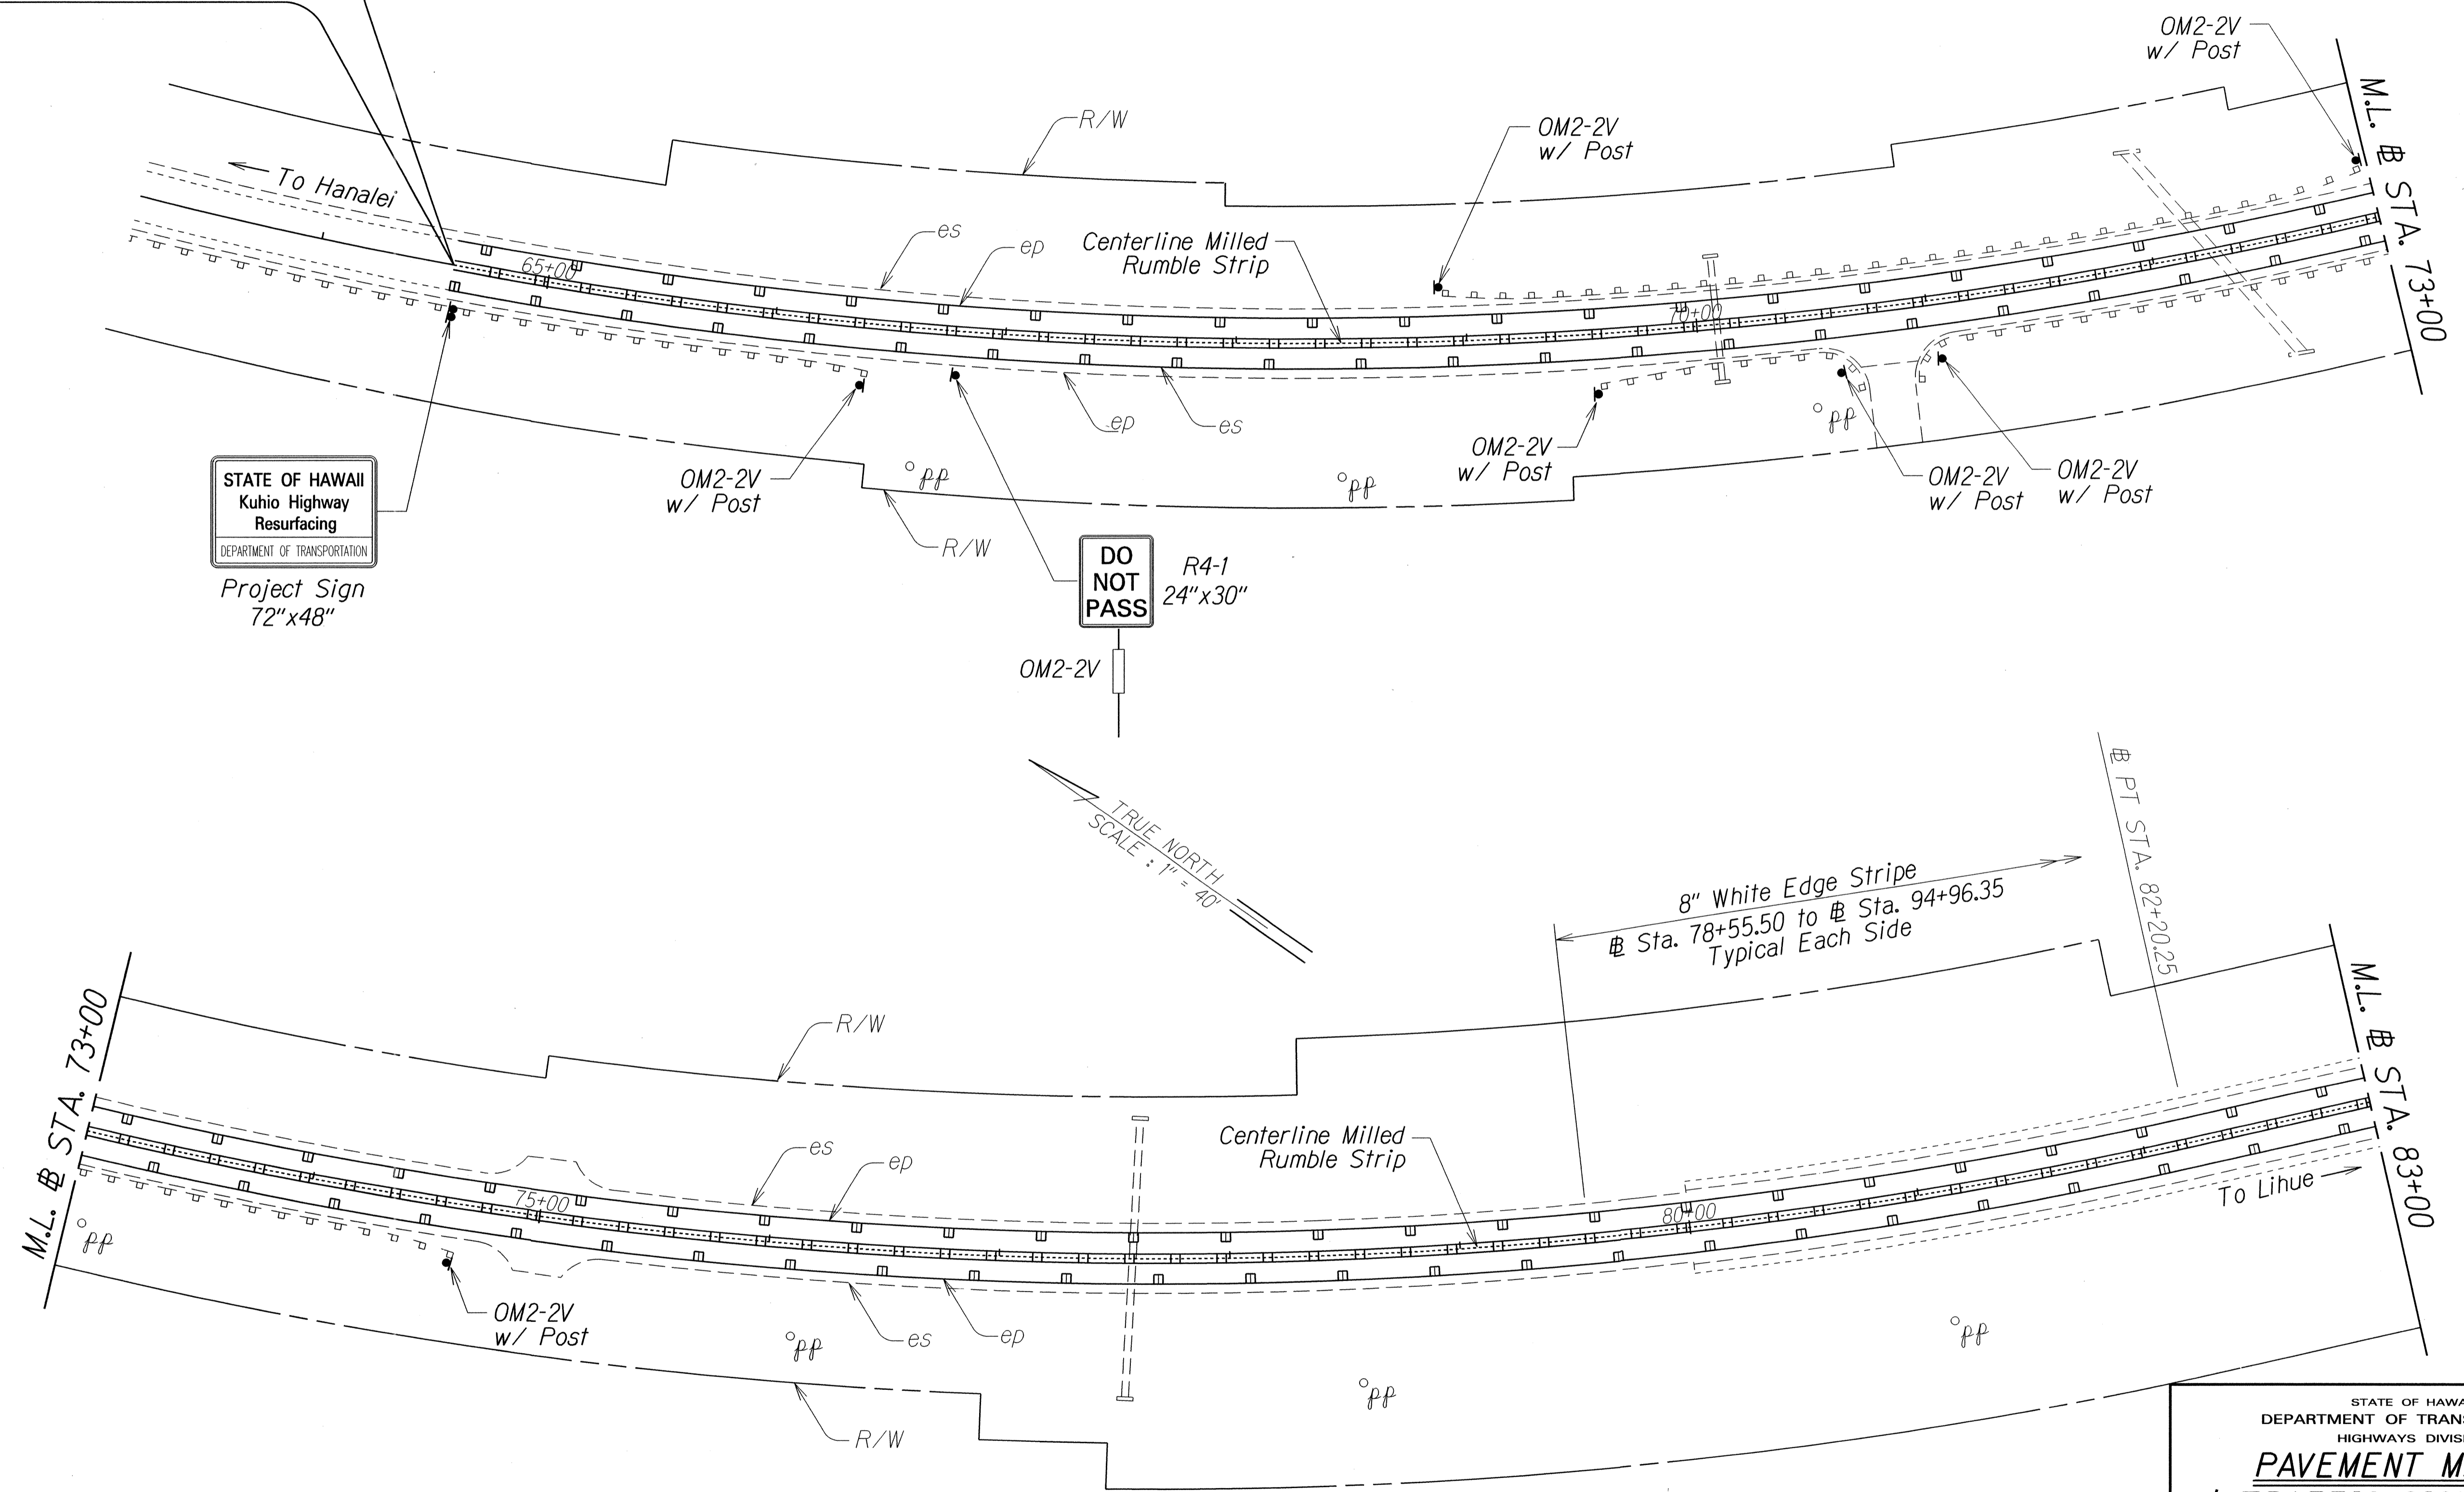 OM2-2V
w/ Post
M.L. ⅊ STA. 73+00
R/W
OM2-2V
w/ Post
To Hanalei
es
ep
Centerline Milled
Rumble Strip
65+00
70+00
ep
es
OM2-2V
w/ Post
pp
pp
OM2-2V
w/ Post
pp
OM2-2V
w/ Post
OM2-2V
w/ Post
STATE OF HAWAII
Kuhio Highway
Resurfacing
DEPARTMENT OF TRANSPORTATION
Project Sign
72"x48"
R/W
DO
NOT
PASS
R4-1
24"x30"
OM2-2V
TRUE NORTH
SCALE : 1" = 40'
8" White Edge Stripe
⅊ Sta. 78+55.50 to ⅊ Sta. 94+96.35
Typical Each Side
⅊ PT STA. 82+20.25
M.L. ⅊ STA. 73+00
R/W
es
ep
Centerline Milled
Rumble Strip
75+00
80+00
To Lihue
M.L. ⅊ STA. 83+00
pp
OM2-2V
w/ Post
pp
es
ep
pp
pp
R/W
STATE OF HAWA
DEPARTMENT OF TRANS
HIGHWAYS DIVIS
PAVEMENT M